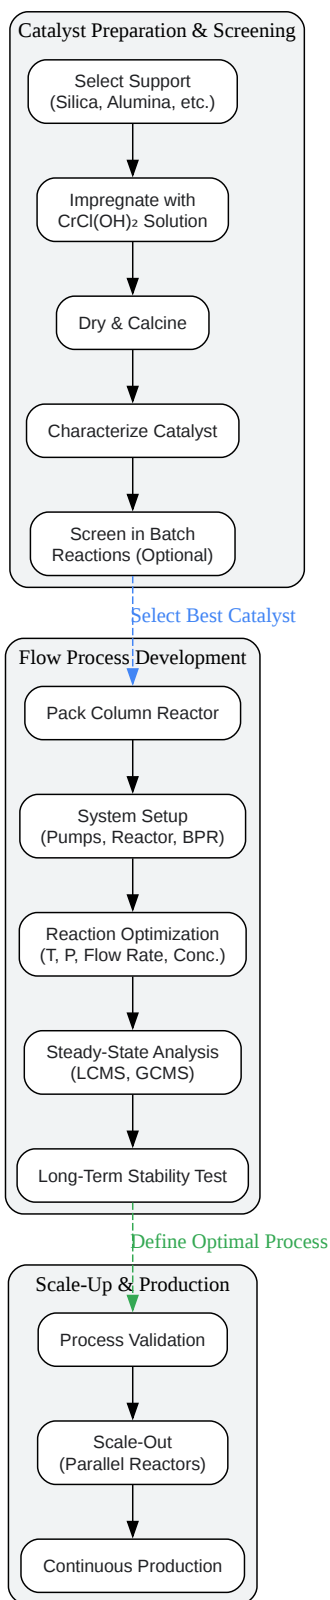 Catalyst Preparation & Screening
Select Support
(Silica, Alumina, etc.)
Impregnate with
CrCl(OH)₂ Solution
Dry & Calcine
Characterize Catalyst
Screen in Batch
Reactions (Optional)
Select Best Catalyst
Flow Process Development
Pack Column Reactor
System Setup
(Pumps, Reactor, BPR)
Reaction Optimization
(T, P, Flow Rate, Conc.)
Steady-State Analysis
(LCMS, GCMS)
Long-Term Stability Test
Define Optimal Process
Scale-Up & Production
Process Validation
Scale-Out
(Parallel Reactors)
Continuous Production